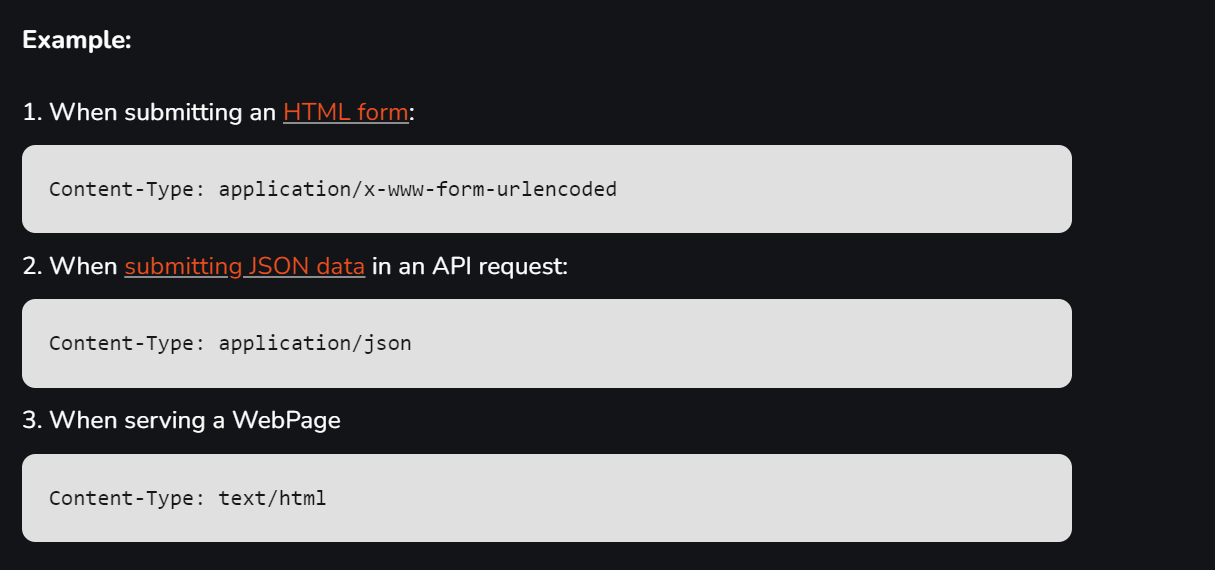 Example:
1. When submitting an HTML form:
Content-Type: application/x-www-form-urlencoded
2. When submitting JSON data in an API request:
Content-Type: application/json
3. When serving a WebPage
Content-Type: text/html